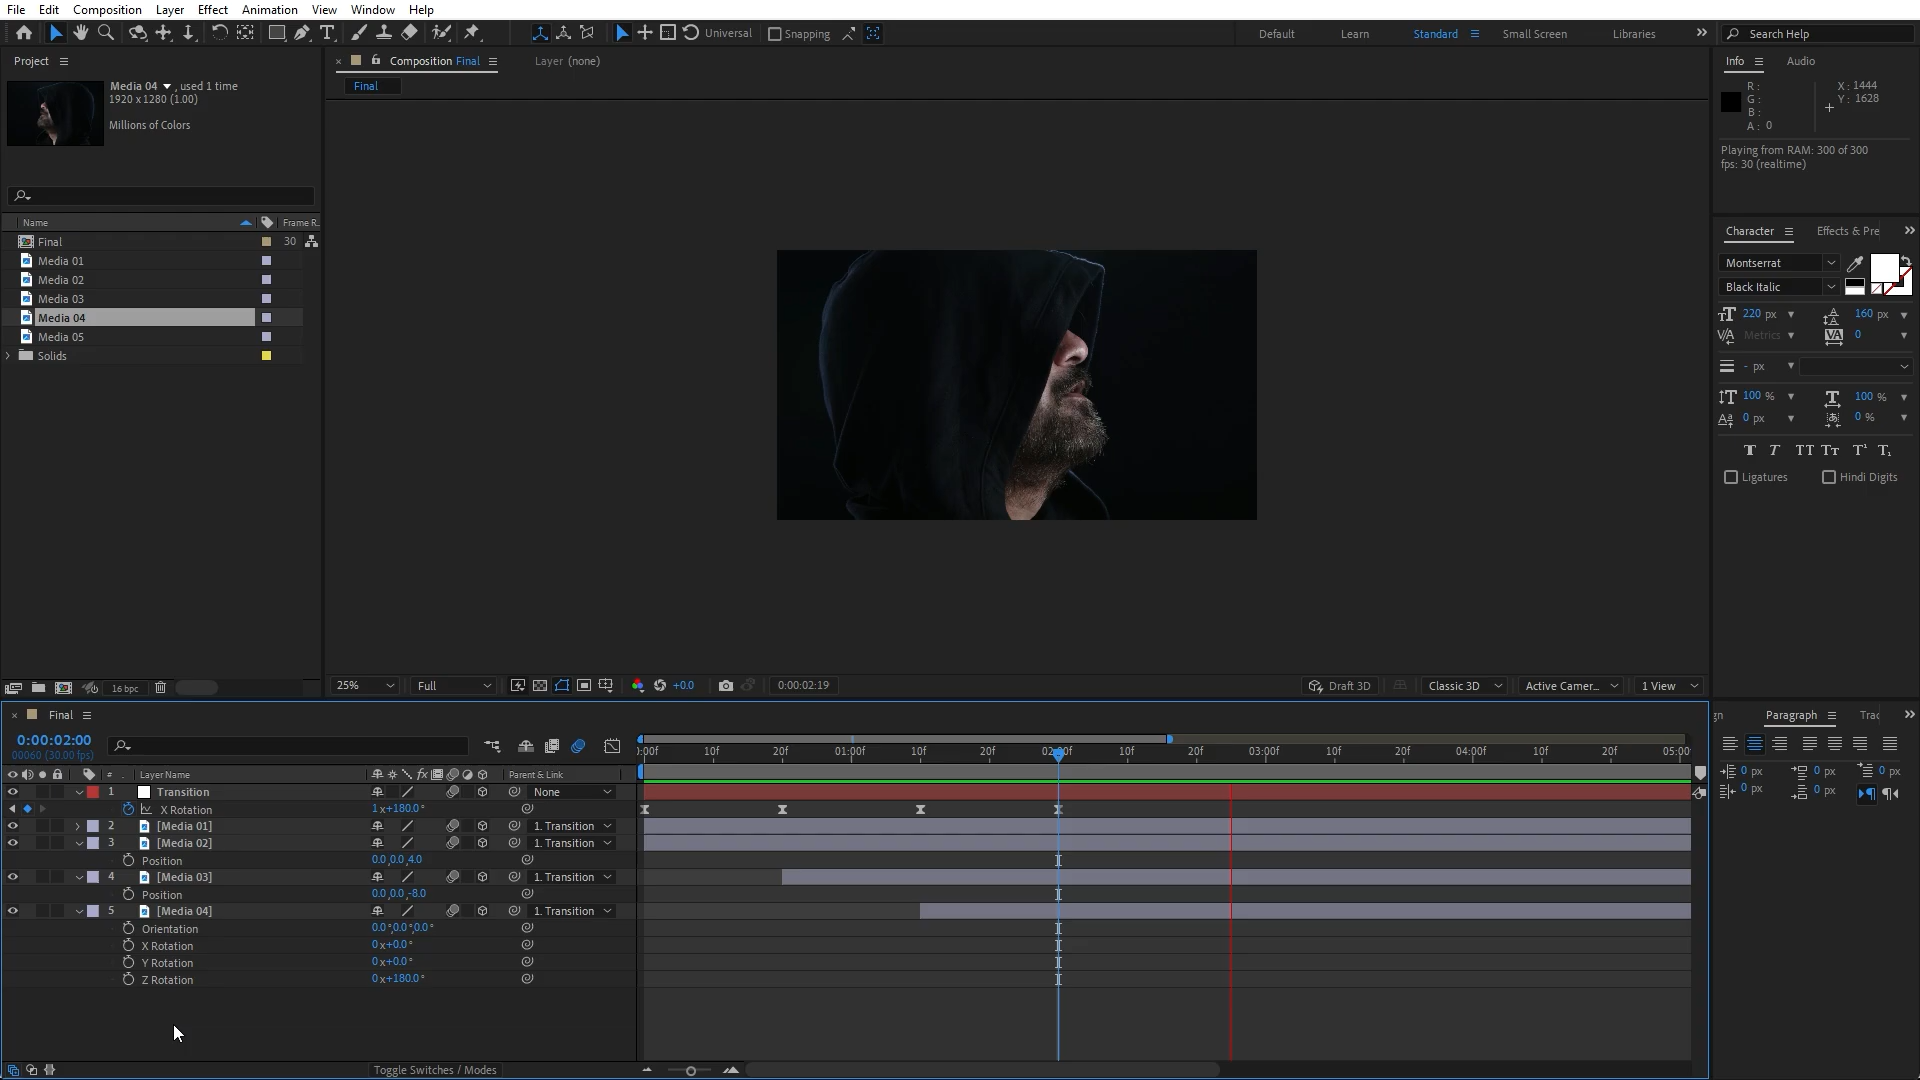 File Edit Composition Layer Effect Animation View Window Help
Universal Snapping Default Learn Standard Small Screen Libraries Search Help
Project
Media 04 , used 1 time
1920 x 1280 (1.00)
Millions of Colors
Name Frame R
Final 30
Media 01
Media 02
Media 03
Media 04
Media 05
Solids
16 bpc
Composition Final Layer (none)
Final
25% Full +0.0 0:00:02:19 Draft 3D Classic 3D Active Camer... 1 View
Info Audio
R : X : 1444
G : Y : 1628
B :
A : 0
Playing from RAM: 300 of 300
fps: 30 (realtime)
Character Effects & Pre
Montserrat
Black Italic
220 px 160 px
Metrics 0
- px
100 % 100 %
0 px 0 %
T T TT Tt T¹ T₁
Ligatures Hindi Digits
gn Paragraph Trac
0 px 0 px 0 px
0 px 0 px
Final
0:00:02:00
00060 (30.00 fps)
):00f 10f 20f 01:00f 10f 20f 02:00f 10f 20f 03:00f 10f 20f 04:00f 10f 20f 05:00
# Layer Name fx Parent & Link
1 Transition None
X Rotation 1 x+180.0 °
2 [Media 01] 1. Transition
3 [Media 02] 1. Transition
Position 0.0,0.0,4.0
4 [Media 03] 1. Transition
Position 0.0,0.0,-8.0
5 [Media 04] 1. Transition
Orientation 0.0 °,0.0 °,0.0 °
X Rotation 0 x+0.0 °
Y Rotation 0 x+0.0 °
Z Rotation 0 x+180.0 °
Toggle Switches / Modes